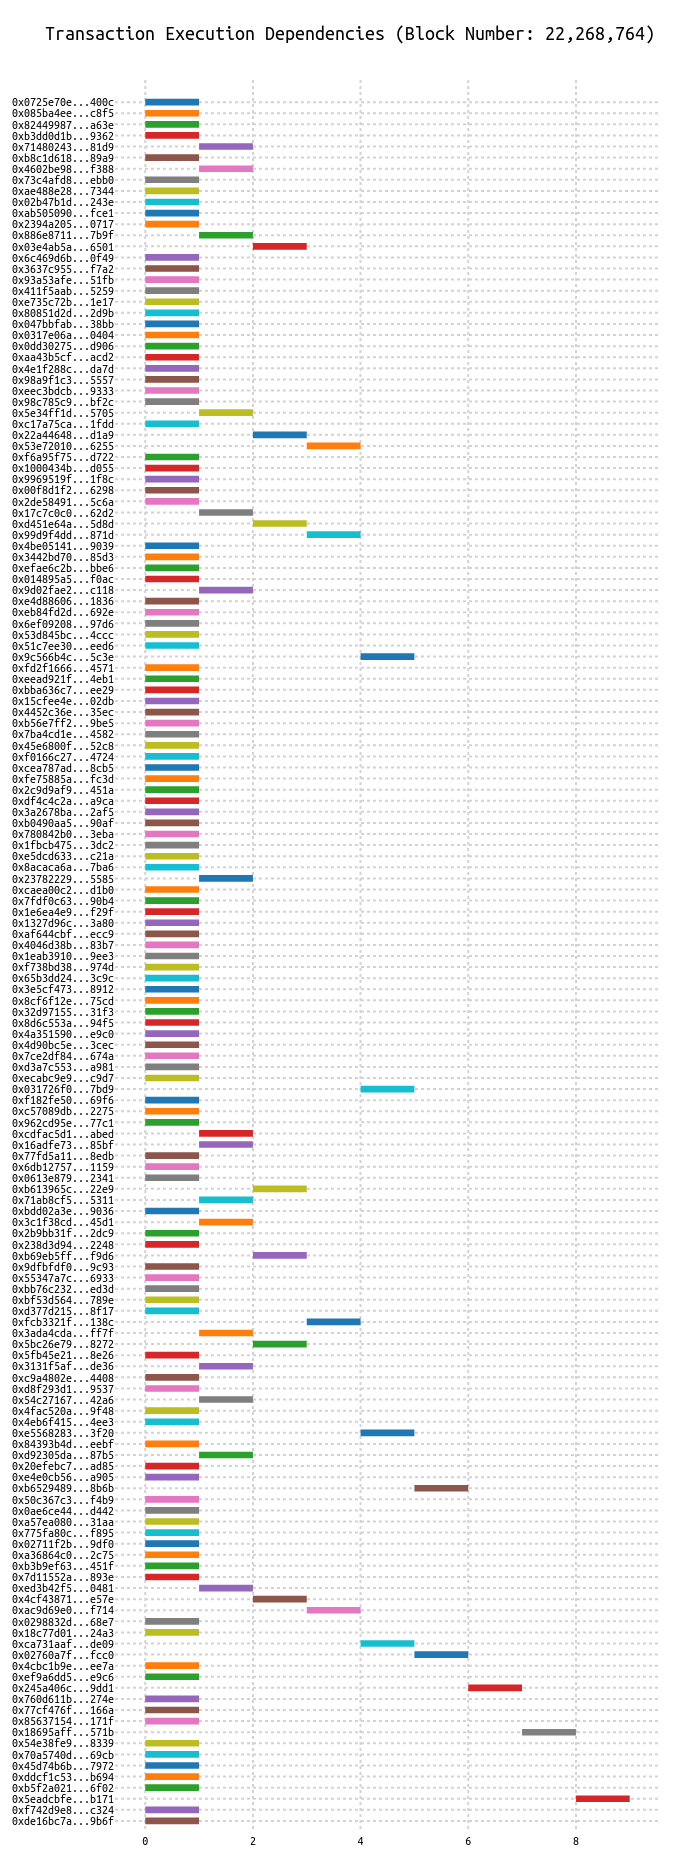 Transaction Execution Dependencies (Block Number: 22,268,764)
0x0725e70e...400c
0x085ba4ee...c8f5
0x82449987...a63e
0xb3dd0d1b...9362
0x71480243...81d9
0xb8c1d618...89a9
0x4602be98...f388
0x73c4afd8...ebb0
0xae488e28...7344
0x02b47b1d...243e
0xab505090...fce1
0x2394a205...0717
0x886e8711...7b9f
0x03e4ab5a...6501
0x6c469d6b...0f49
0x3637c955...f7a2
0x93a53afe...51fb
0x411f5aab...5259
0xe735c72b...1e17
0x80851d2d...2d9b
0x047bbfab...38bb
0x0317e06a...0404
0x0dd30275...d906
0xaa43b5cf...acd2
0x4e1f288c...da7d
0x98a9f1c3...5557
0xeec3bdcb...9333
0x98c785c9...bf2c
0x5e34ff1d...5705
0xc17a75ca...1fdd
0x22a44648...d1a9
0x53e72010...6255
0xf6a95f75...d722
0x1000434b...d055
0x9969519f...1f8c
0x00f8d1f2...6298
0x2de58491...5c6a
0x17c7c0c0...62d2
0xd451e64a...5d8d
0x99d9f4dd...871d
0x4be05141...9039
0x3442bd70...85d3
0xefae6c2b...bbe6
0x014895a5...f0ac
0x9d02fae2...c118
0xe4d88606...1836
0xeb84fd2d...692e
0x6ef09208...97d6
0x53d845bc...4ccc
0x51c7ee30...eed6
0x9c566b4c...5c3e
0xfd2f1666...4571
0xeead921f...4eb1
0xbba636c7...ee29
0x15cfee4e...02db
0x4452c36e...35ec
0xb56e7ff2...9be5
0x7ba4cd1e...4582
0x45e6800f...52c8
0xf0166c27...4724
0xcea787ad...8cb5
0xfe75885a...fc3d
0x2c9d9af9...451a
0xdf4c4c2a...a9ca
0x3a2678ba...2af5
0xb0490aa5...90af
0x780842b0...3eba
0x1fbcb475...3dc2
0xe5dcd633...c21a
0x8acaca6a...7ba6
0x23782229...5585
0xcaea00c2...d1b0
0x7fdf0c63...90b4
0x1e6ea4e9...f29f
0x1327d96c...3a80
0xaf644cbf...ecc9
0x4046d38b...83b7
0x1eab3910...9ee3
0xf738bd38...974d
0x65b3dd24...3c9c
0x3e5cf473...8912
0x8cf6f12e...75cd
0x32d97155...31f3
0x8d6c553a...94f5
0x4a351590...e9c0
0x4d90bc5e...3cec
0x7ce2df84...674a
0xd3a7c553...a981
0xecabc9e9...c9d7
0x031726f0...7bd9
0xf182fe50...69f6
0xc57089db...2275
0x962cd95e...77c1
0xcdfac5d1...abed
0x16adfe73...85bf
0x77fd5a11...8edb
0x6db12757...1159
0x0613e879...2341
0xb613965c...22e9
0x71ab8cf5...5311
0xbdd02a3e...9036
0x3c1f38cd...45d1
0x2b9bb31f...2dc9
0x238d3d94...2248
0xb69eb5ff...f9d6
0x9dfbfdf0...9c93
0x55347a7c...6933
0xbb76c232...ed3d
0xbf53d564...789e
0xd377d215...8f17
0xfcb3321f...138c
0x3ada4cda...ff7f
0x5bc26e79...8272
0x5fb45e21...8e26
0x3131f5af...de36
0xc9a4802e...4408
0xd8f293d1...9537
0x54c27167...42a6
0x4fac520a...9f48
0x4eb6f415...4ee3
0xe5568283...3f20
0x84393b4d...eebf
0xd92305da...87b5
0x20efebc7...ad85
0xe4e0cb56...a905
0xb6529489...8b6b
0x50c367c3...f4b9
0x0ae6ce44...d442
0xa57ea080...31aa
0x775fa80c...f895
0x02711f2b...9df0
0xa36864c0...2c75
0xb3b9ef63...451f
0x7d11552a...893e
0xed3b42f5...0481
0x4cf43871...e57e
0xac9d69e0...f714
0x0298832d...68e7
0x18c77d01...24a3
0xca731aaf...de09
0x02760a7f...fcc0
0x4cbc1b9e...ee7a
0xef9a6dd5...e9c6
0x245a406c...9dd1
0x760d611b...274e
0x77cf476f...166a
0x85637154...171f
0x18695aff...571b
0x54e38fe9...8339
0x70a5740d...69cb
0x45d74b6b...7972
0xddcf1c53...b694
0xb5f2a021...6f02
0x5eadcbfe...b171
0xf742d9e8...c324
0xde16bc7a...9b6f
0 2 4 6 8